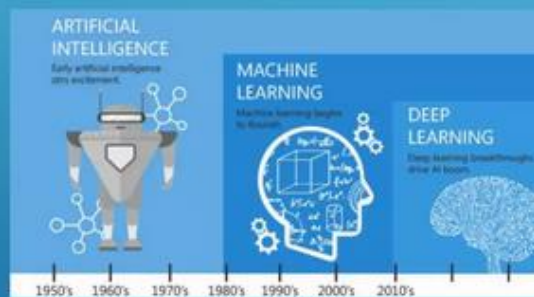 ARTIFICIAL
INTELLIGENCE
Early artificial intelligence
stirs excitement.
MACHINE
LEARNING
Machine learning begins
to flourish.
DEEP
LEARNING
Deep learning breakthroughs
drive AI boom.
1950's 1960's 1970's 1980's 1990's 2000's 2010's